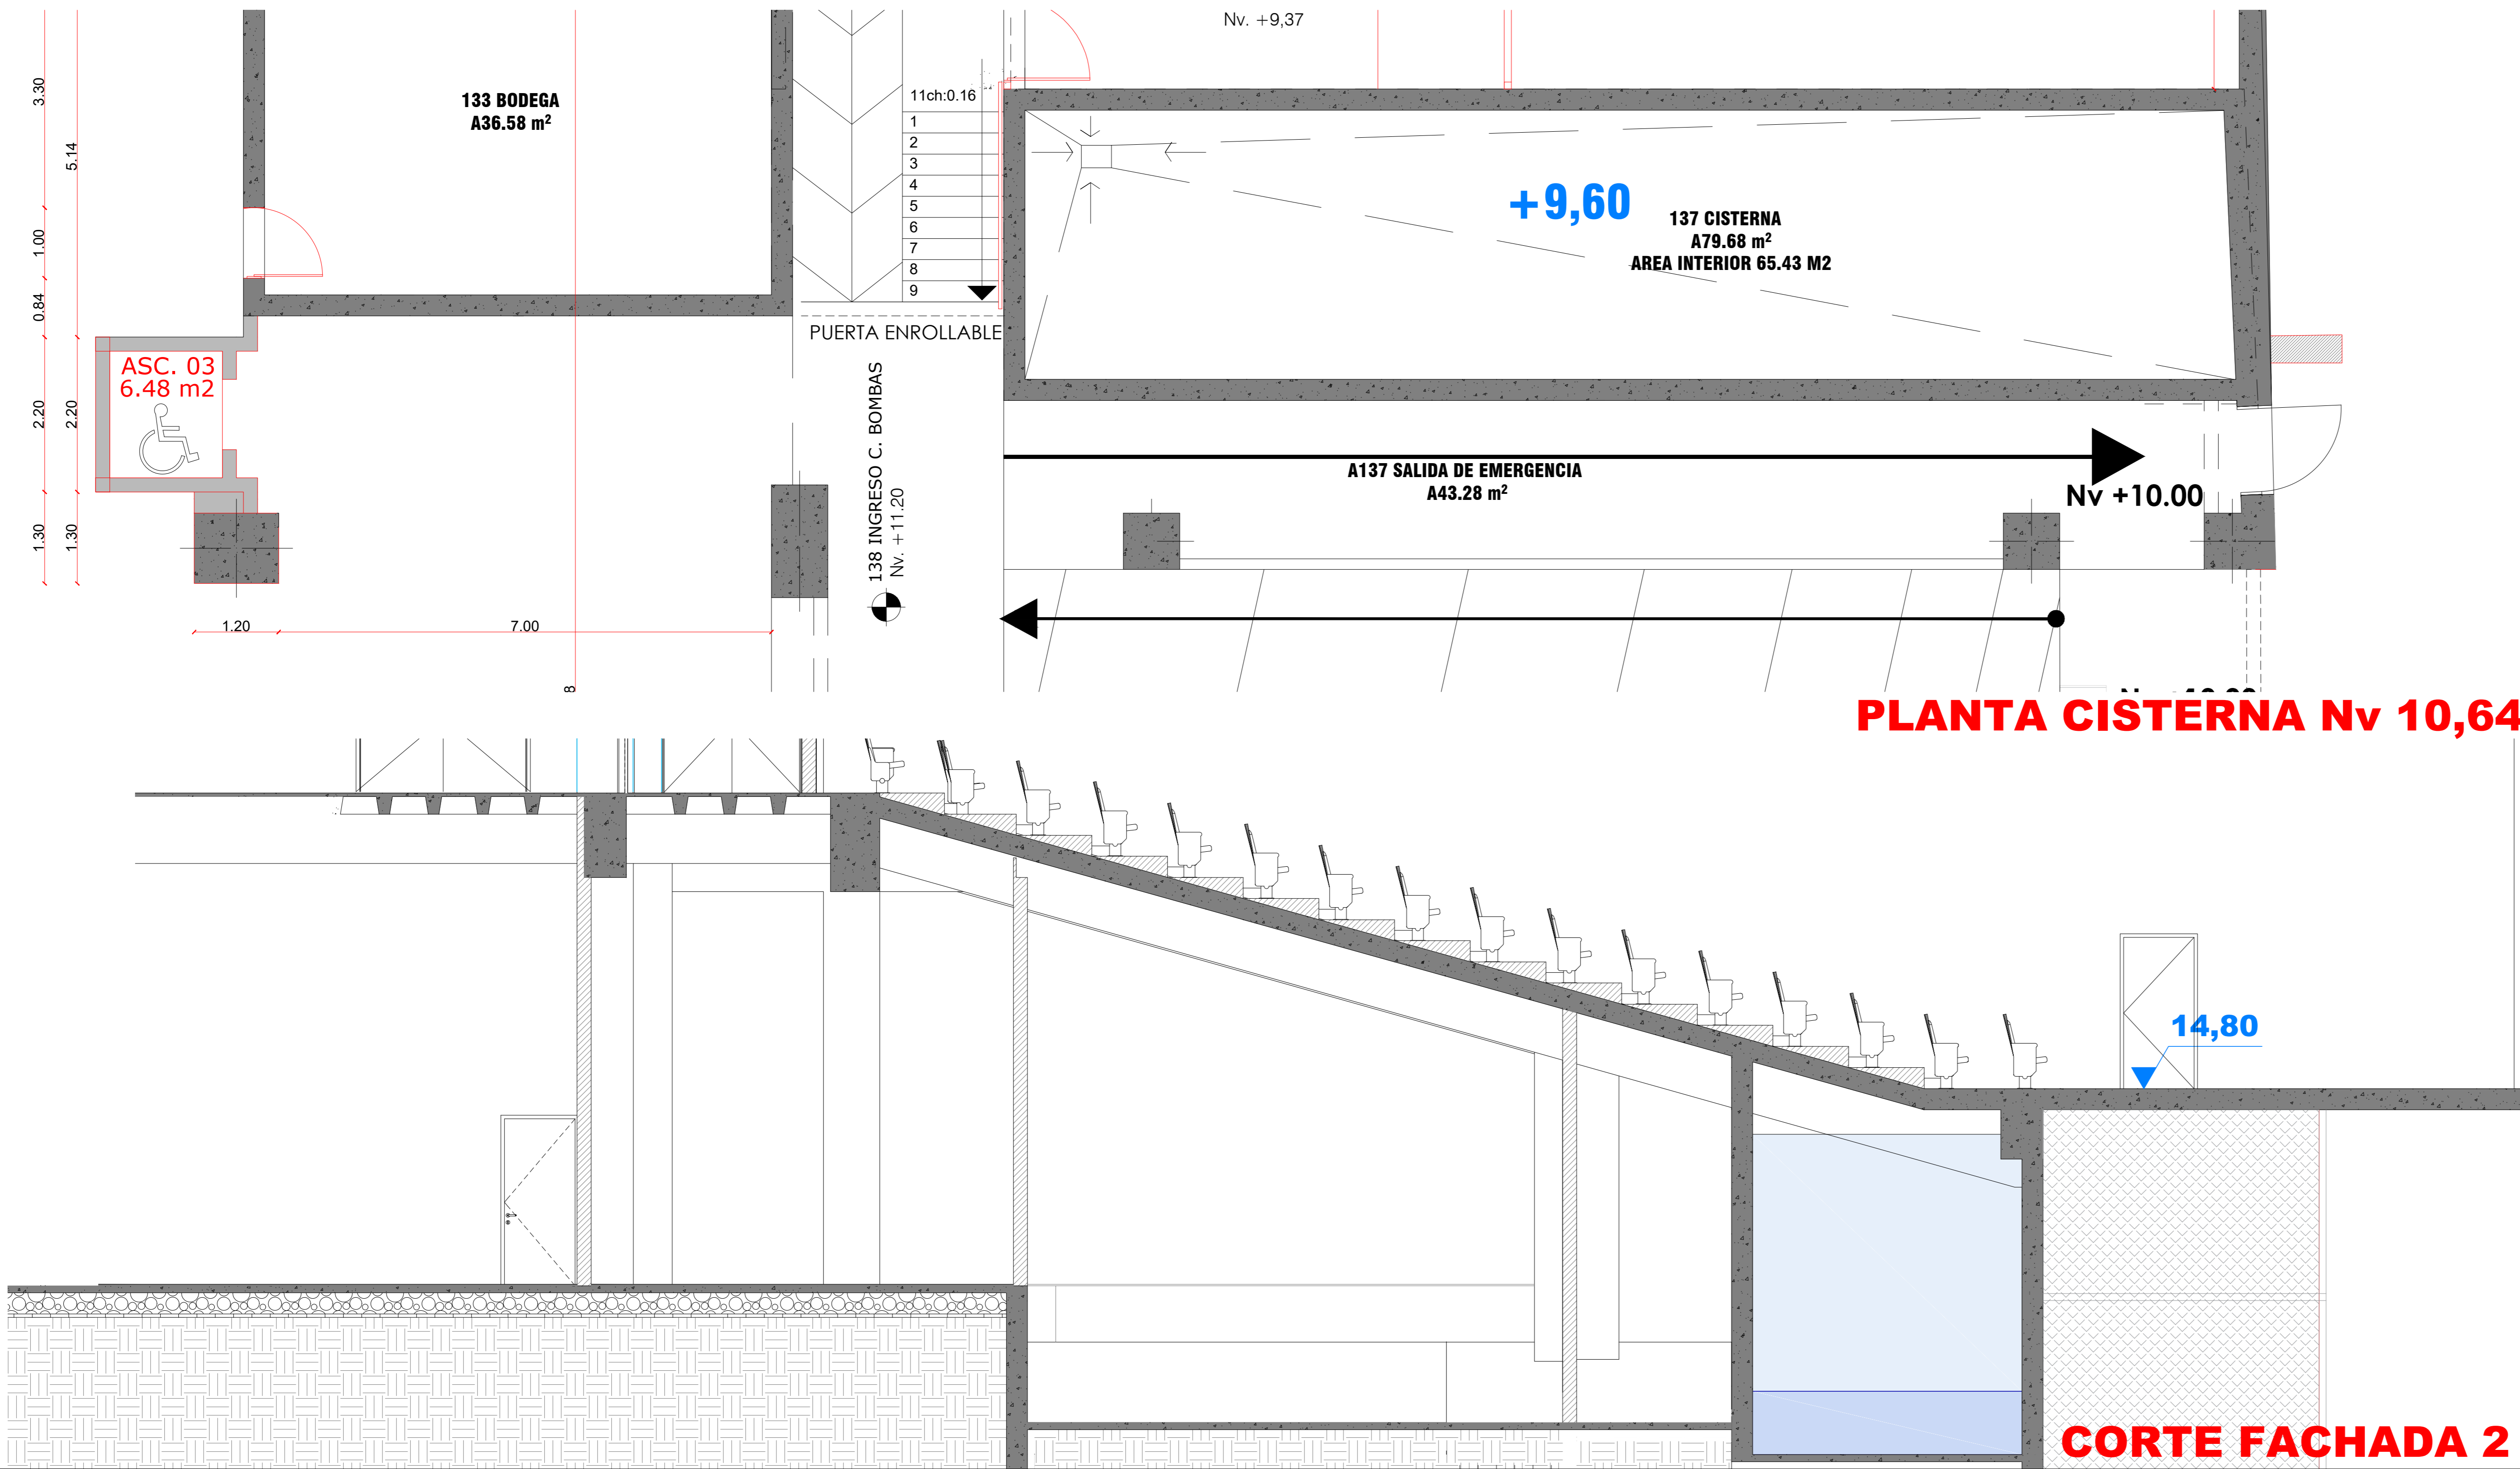 Nv. +9,37
3.30
5.14
1.00
0.84
2.20
2.20
1.30
1.30
133 BODEGA
A36.58 m²
11ch:0.16
1
2
3
4
5
6
7
8
9
PUERTA ENROLLABLE
+9,60
137 CISTERNA
A79.68 m²
AREA INTERIOR 65.43 M2
ASC. 03
6.48 m2
138 INGRESO C. BOMBAS
Nv. +11.20
A137 SALIDA DE EMERGENCIA
A43.28 m²
Nv +10.00
1.20
7.00
8
PLANTA CISTERNA Nv 10,64
14,80
CORTE FACHADA 2